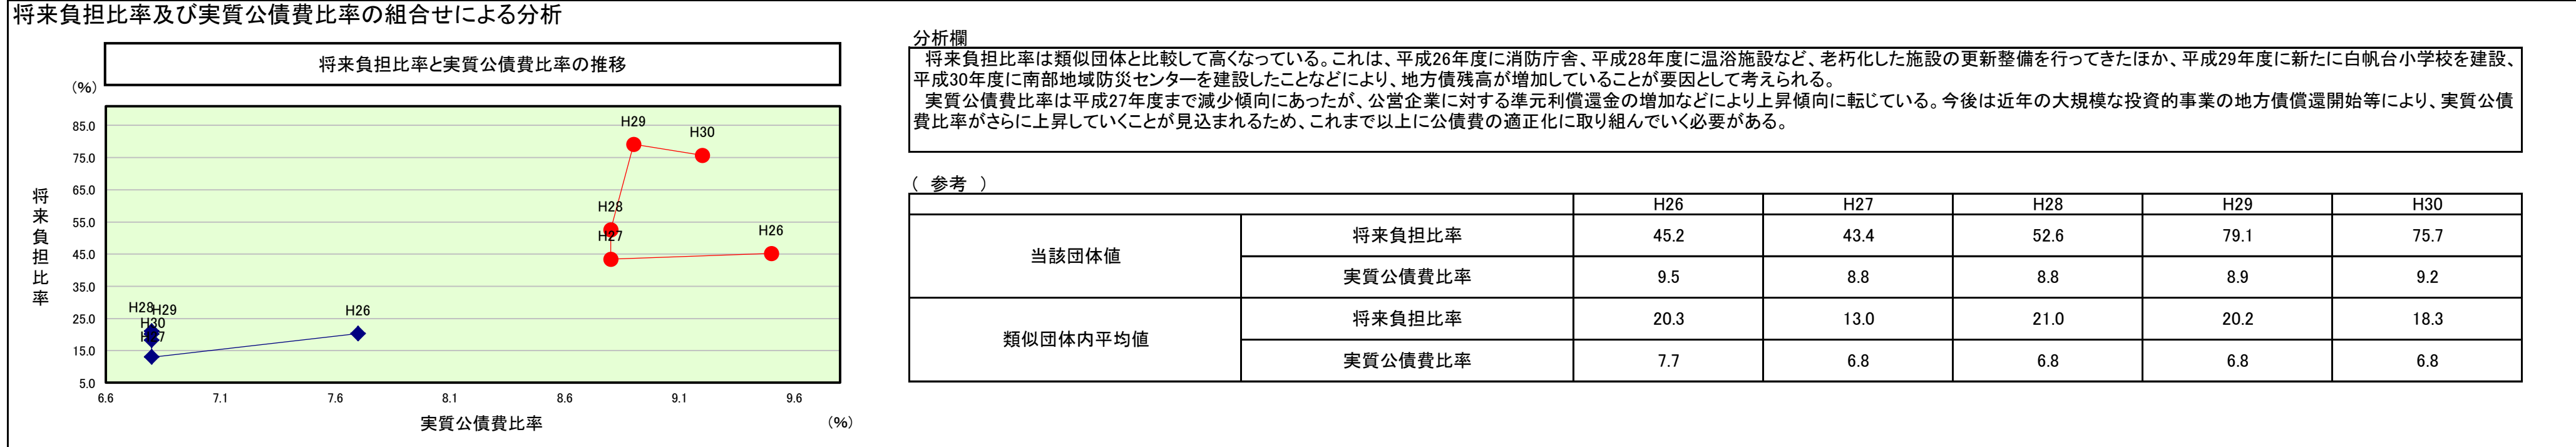 将来負担比率及び実質公債費比率の組合せによる分析
将来負担比率と実質公債費比率の推移
(%)
85.0
75.0
65.0
55.0
45.0
35.0
25.0
15.0
5.0
将来負担比率
H29
H30
H28
H27
H26
H28
H29
H30
H27
H26
6.6
7.1
7.6
8.1
8.6
9.1
9.6
実質公債費比率
(%)
分析欄
将来負担比率は類似団体と比較して高くなっている。これは、平成26年度に消防庁舎、平成28年度に温浴施設など、老朽化した施設の更新整備を行ってきたほか、平成29年度に新たに白帆台小学校を建設、
平成30年度に南部地域防災センターを建設したことなどにより、地方債残高が増加していることが要因として考えられる。
実質公債費比率は平成27年度まで減少傾向にあったが、公営企業に対する準元利償還金の増加などにより上昇傾向に転じている。今後は近年の大規模な投資的事業の地方債償還開始等により、実質公債
費比率がさらに上昇していくことが見込まれるため、これまで以上に公債費の適正化に取り組んでいく必要がある。
( 参考 )
H26 H27 H28 H29 H30
当該団体値
将来負担比率 45.2 43.4 52.6 79.1 75.7
実質公債費比率 9.5 8.8 8.8 8.9 9.2
類似団体内平均値
将来負担比率 20.3 13.0 21.0 20.2 18.3
実質公債費比率 7.7 6.8 6.8 6.8 6.8